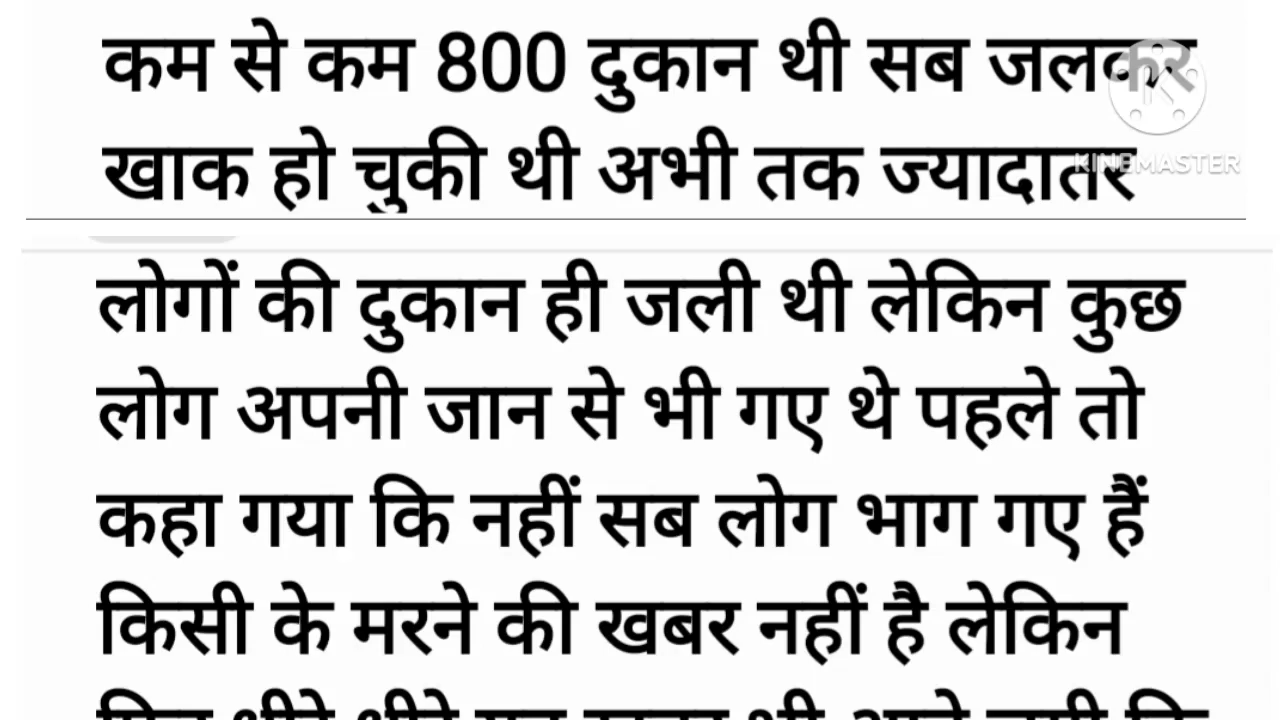 कम से कम 800 दुकान थी सब जलकर
KINEMASTER
खाक हो चुकी थी अभी तक ज्यादातर
लोगों की दुकान ही जली थी लेकिन कुछ
लोग अपनी जान से भी गए थे पहले तो
कहा गया कि नहीं सब लोग भाग गए हैं
किसी के मरने की खबर नहीं है लेकिन